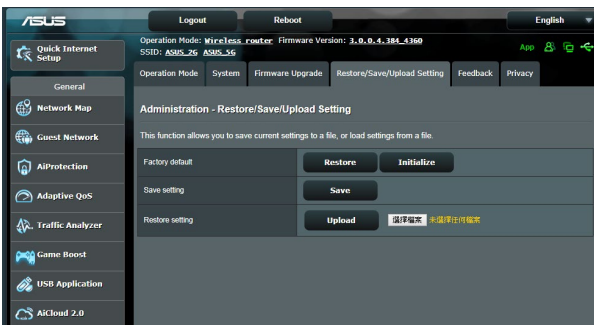 ASUS
Logout
Reboot
English
Quick Internet
Setup
Operation Mode: Wireless router Firmware Version: 3.0.0.4.384_4360
SSID: ASUS_2G ASUS_5G
App
Operation Mode
System
Firmware Upgrade
Restore/Save/Upload Setting
Feedback
Privacy
General
Network Map
Guest Network
AiProtection
Adaptive QoS
Traffic Analyzer
Game Boost
USB Application
AiCloud 2.0
Administration - Restore/Save/Upload Setting
This function allows you to save current settings to a file, or load settings from a file.
Factory default
Restore
Initialize
Save setting
Save
Restore setting
Upload
選擇檔案
未選擇任何檔案